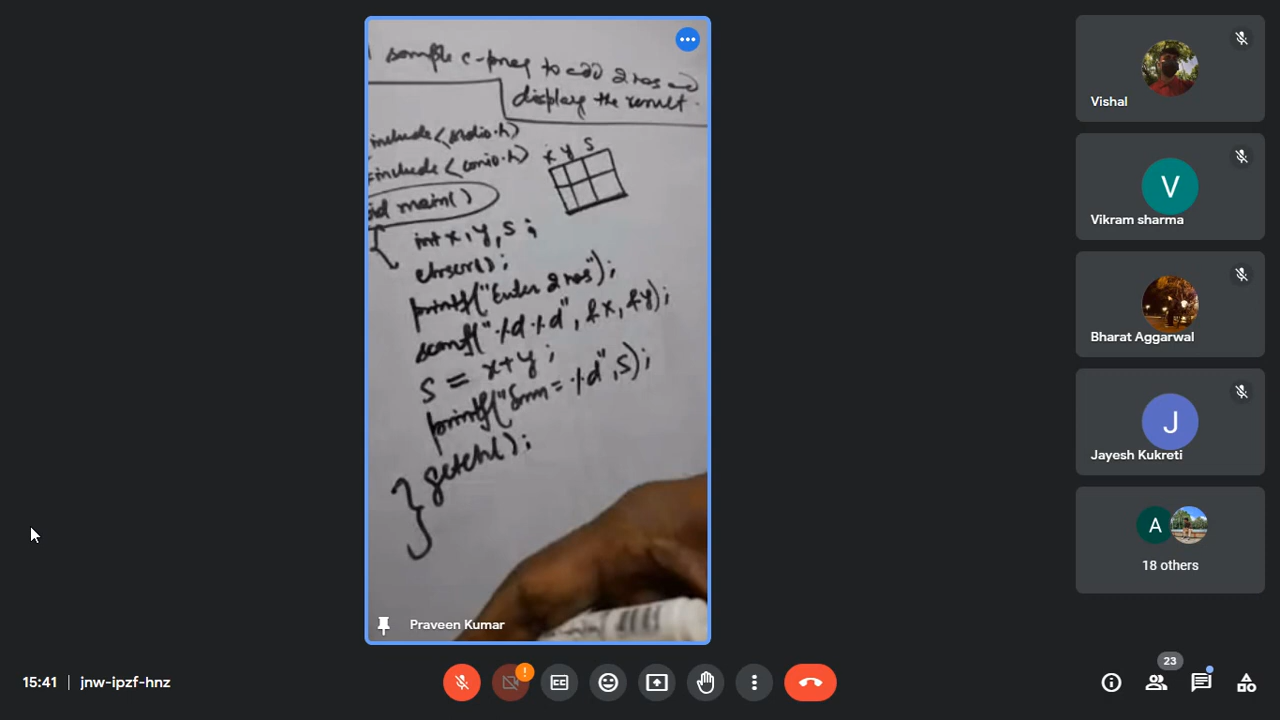 sample c-prog to add 2 nos and
display the result.
include<stdio.h>
#include<conio.h>
x y s
void main()
{
int x, y, s;
clrscr();
printf("Enter 2 nos");
scanf("%d %d", &x, &y);
s = x+y;
printf("Sum = %d", s);
getch();
}
Praveen Kumar
Vishal
V
Vikram sharma
Bharat Aggarwal
J
Jayesh Kukreti
A
18 others
15:41 | jnw-ipzf-hnz
!
CC
23